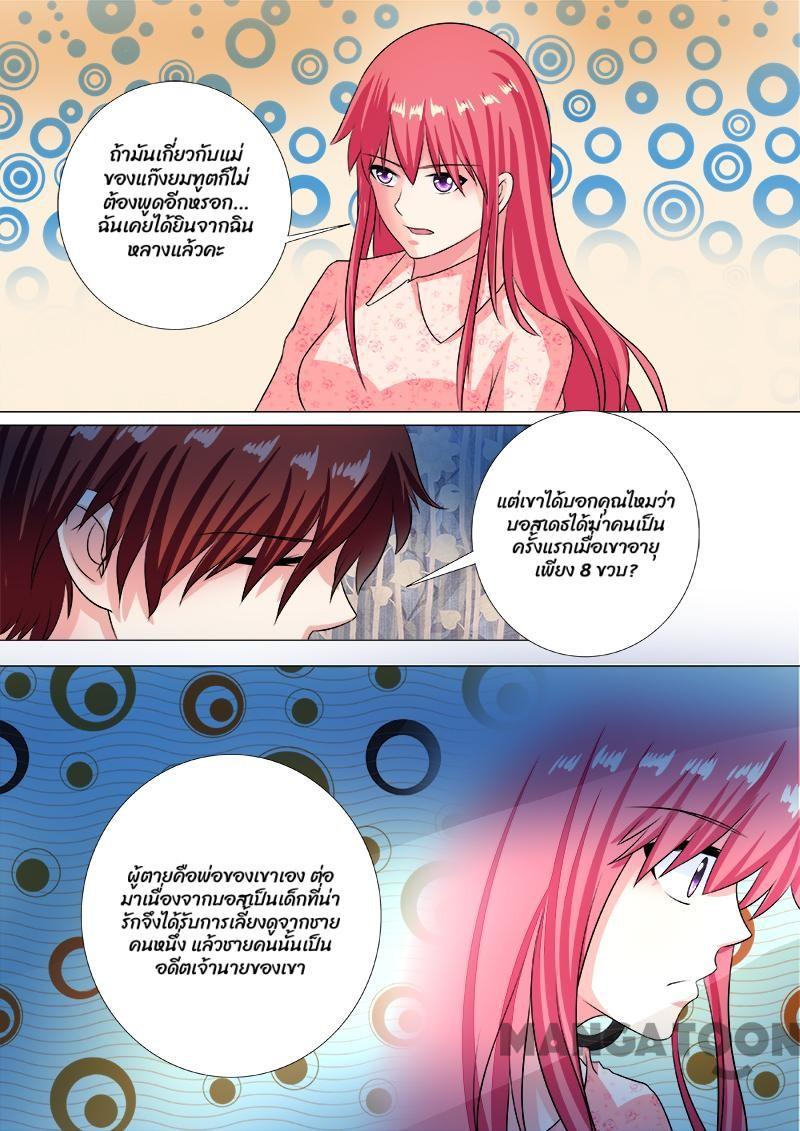 ถ้ามันเกี่ยวกับแม่
ของแก๊งยมทูตก็ไม่
ต้องพูดอีกหรอก...
ฉันเคยได้ยินจากฉิน
หลางแล้วคะ
แต่เขาได้บอกคุณไหมว่า
บอสเดธได้ฆ่าคนเป็น
ครั้งแรกเมื่อเขาอายุ
เพียง 8 ขวบ?
ผู้ตายคือพ่อของเขาเอง ต่อ
มาเนื่องจากบอสเป็นเด็กที่น่า
รักจึงได้รับการเลี้ยงดูจากชาย
คนหนึ่ง แล้วชายคนนั้นเป็น
อดีตเจ้านายของเขา
MANGATOON